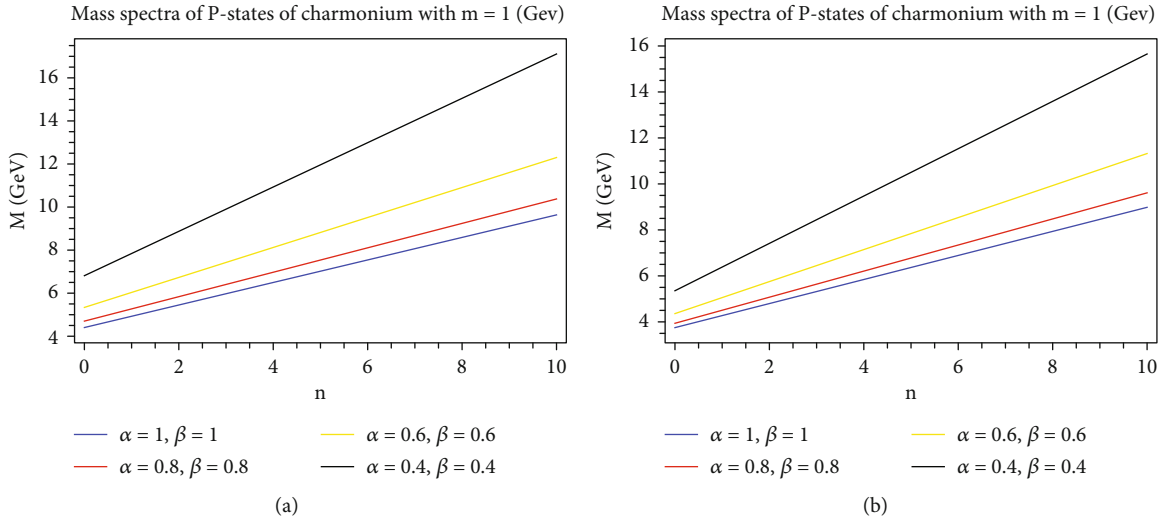 Mass spectra of P-states of charmonium with m = 1 (Gev)
M (GeV)
16
14
12
10
8
6
4
0 2 4 6 8 10
n
α = 1, β = 1
α = 0.6, β = 0.6
α = 0.8, β = 0.8
α = 0.4, β = 0.4
(a)
Mass spectra of P-states of charmonium with m = 1 (Gev)
M (GeV)
16
14
12
10
8
6
4
0 2 4 6 8 10
n
α = 1, β = 1
α = 0.6, β = 0.6
α = 0.8, β = 0.8
α = 0.4, β = 0.4
(b)